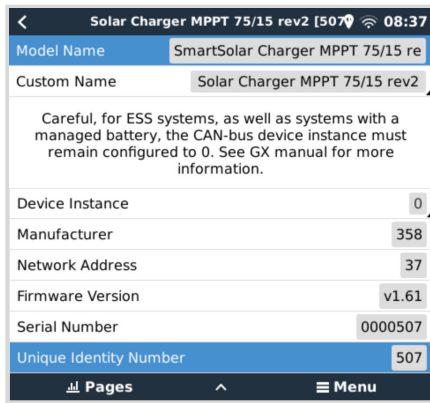 Solar Charger MPPT 75/15 rev2 [507 08:37
Model Name SmartSolar Charger MPPT 75/15 re
Custom Name Solar Charger MPPT 75/15 rev2
Careful, for ESS systems, as well as systems with a
managed battery, the CAN-bus device instance must
remain configured to 0. See GX manual for more
information.
Device Instance 0
Manufacturer 358
Network Address 37
Firmware Version v1.61
Serial Number 0000507
Unique Identity Number 507
Pages Menu